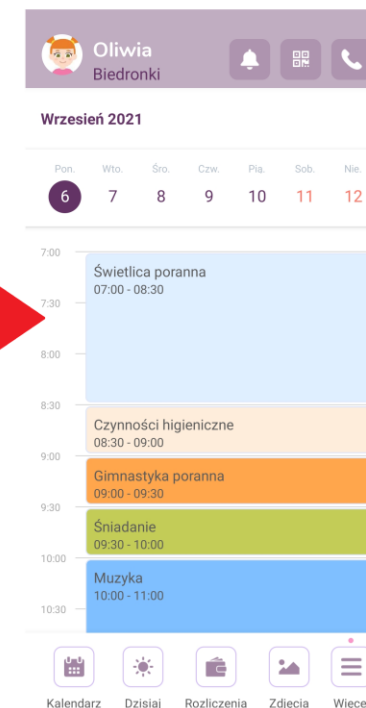 Oliwia
Biedronki
Wrzesień 2021
Pon. Wto. Śro. Czw. Pią. Sob. Nie.
6 7 8 9 10 11 12
7:00
Świetlica poranna
07:00 - 08:30
7:30
8:00
8:30
Czynności higieniczne
08:30 - 09:00
9:00
Gimnastyka poranna
09:00 - 09:30
9:30
Śniadanie
09:30 - 10:00
10:00
Muzyka
10:00 - 11:00
10:30
Kalendarz Dzisiaj Rozliczenia Zdjecia Wiece